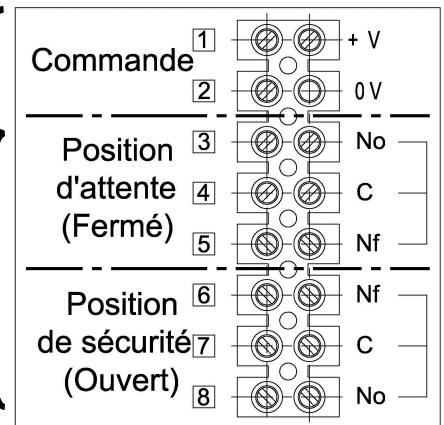 Commande
1 + V
2 0 V
Position
d'attente
(Fermé)
3 No
4 C
5 Nf
Position
de sécurité
(Ouvert)
6 Nf
7 C
8 No